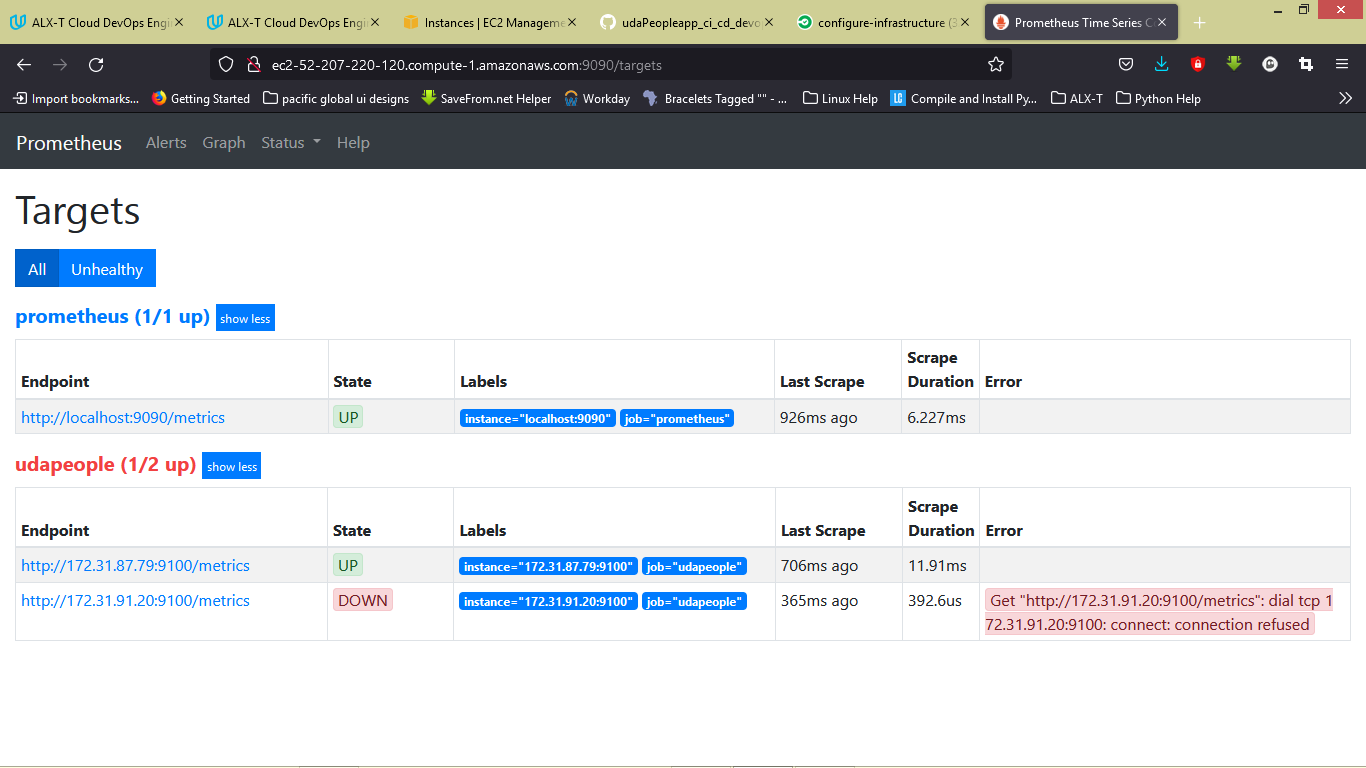 ALX-T Cloud DevOps Engi
ALX-T Cloud DevOps Engi
Instances | EC2 Manageme
udaPeopleapp_ci_cd_devo
configure-infrastructure (3
Prometheus Time Series C
ec2-52-207-220-120.compute-1.amazonaws.com:9090/targets
Import bookmarks...
Getting Started
pacific global ui designs
SaveFrom.net Helper
Workday
Bracelets Tagged "" - ...
Linux Help
LG
Compile and Install Py...
ALX-T
Python Help
Prometheus Alerts Graph Status Help
Targets
All Unhealthy
prometheus (1/1 up) show less
Endpoint State Labels Last Scrape Scrape Duration Error
http://localhost:9090/metrics UP instance="localhost:9090" job="prometheus" 926ms ago 6.227ms
udapeople (1/2 up) show less
Endpoint State Labels Last Scrape Scrape Duration Error
http://172.31.87.79:9100/metrics UP instance="172.31.87.79:9100" job="udapeople" 706ms ago 11.91ms
http://172.31.91.20:9100/metrics DOWN instance="172.31.91.20:9100" job="udapeople" 365ms ago 392.6us Get "http://172.31.91.20:9100/metrics": dial tcp 1
72.31.91.20:9100: connect: connection refused